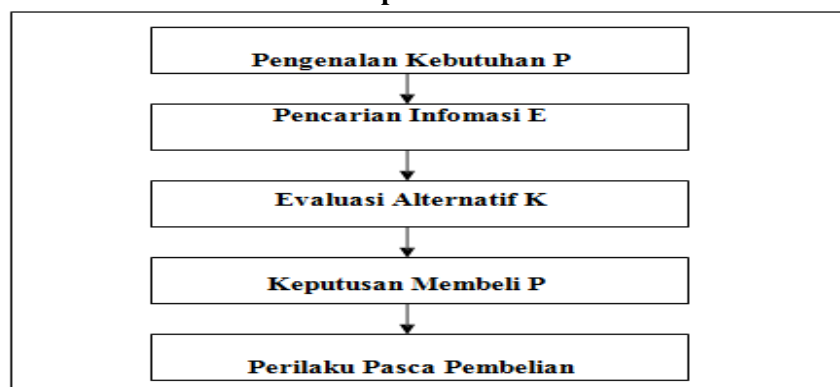 Pengenalan Kebutuhan P
Pencarian Infomasi E
Evaluasi Alternatif K
Keputusan Membeli P
Perilaku Pasca Pembelian